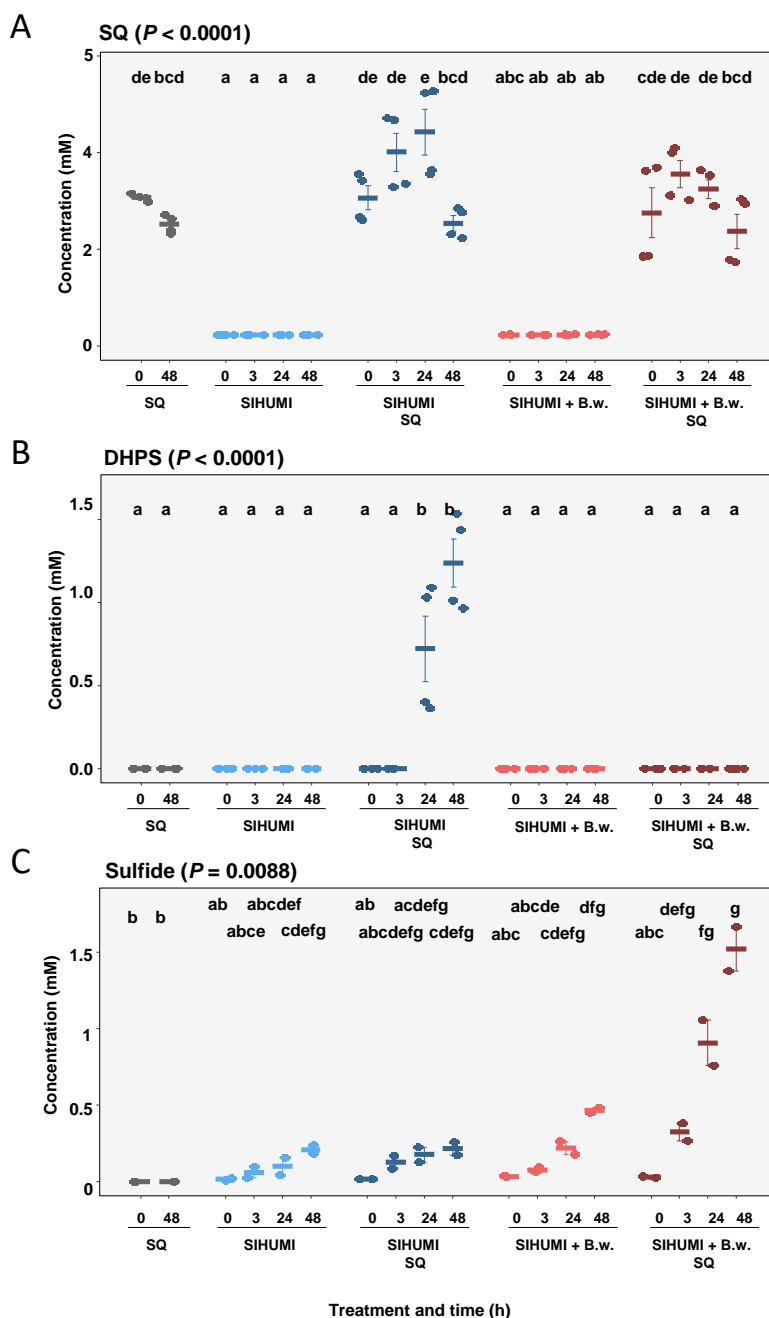 A
SQ (P < 0.0001)
5
4
2
0
Concentration (mM)
de bcd a a a a de de e bcd abc ab ab ab cde de de bcd
0 48 0 3 24 48 0 3 24 48 0 3 24 48 0 3 24 48
SQ SIHUMI SIHUMI SIHUMI + B.w. SIHUMI + B.w.
SQ SQ
B
DHPS (P < 0.0001)
1.5
1.0
0.5
0.0
Concentration (mM)
a a a a a a a a b b a a a a a a a a
0 48 0 3 24 48 0 3 24 48 0 3 24 48 0 3 24 48
SQ SIHUMI SIHUMI SIHUMI + B.w. SIHUMI + B.w.
SQ SQ
C
Sulfide (P = 0.0088)
1.5
1
0.5
0
Concentration (mM)
b b ab abcdef ab acdefg abcde dfg defg g
abce cdefg abcdefg cdefg abc cdefg abc fg
0 48 0 3 24 48 0 3 24 48 0 3 24 48 0 3 24 48
SQ SIHUMI SIHUMI SIHUMI + B.w. SIHUMI + B.w.
SQ SQ
Treatment and time (h)